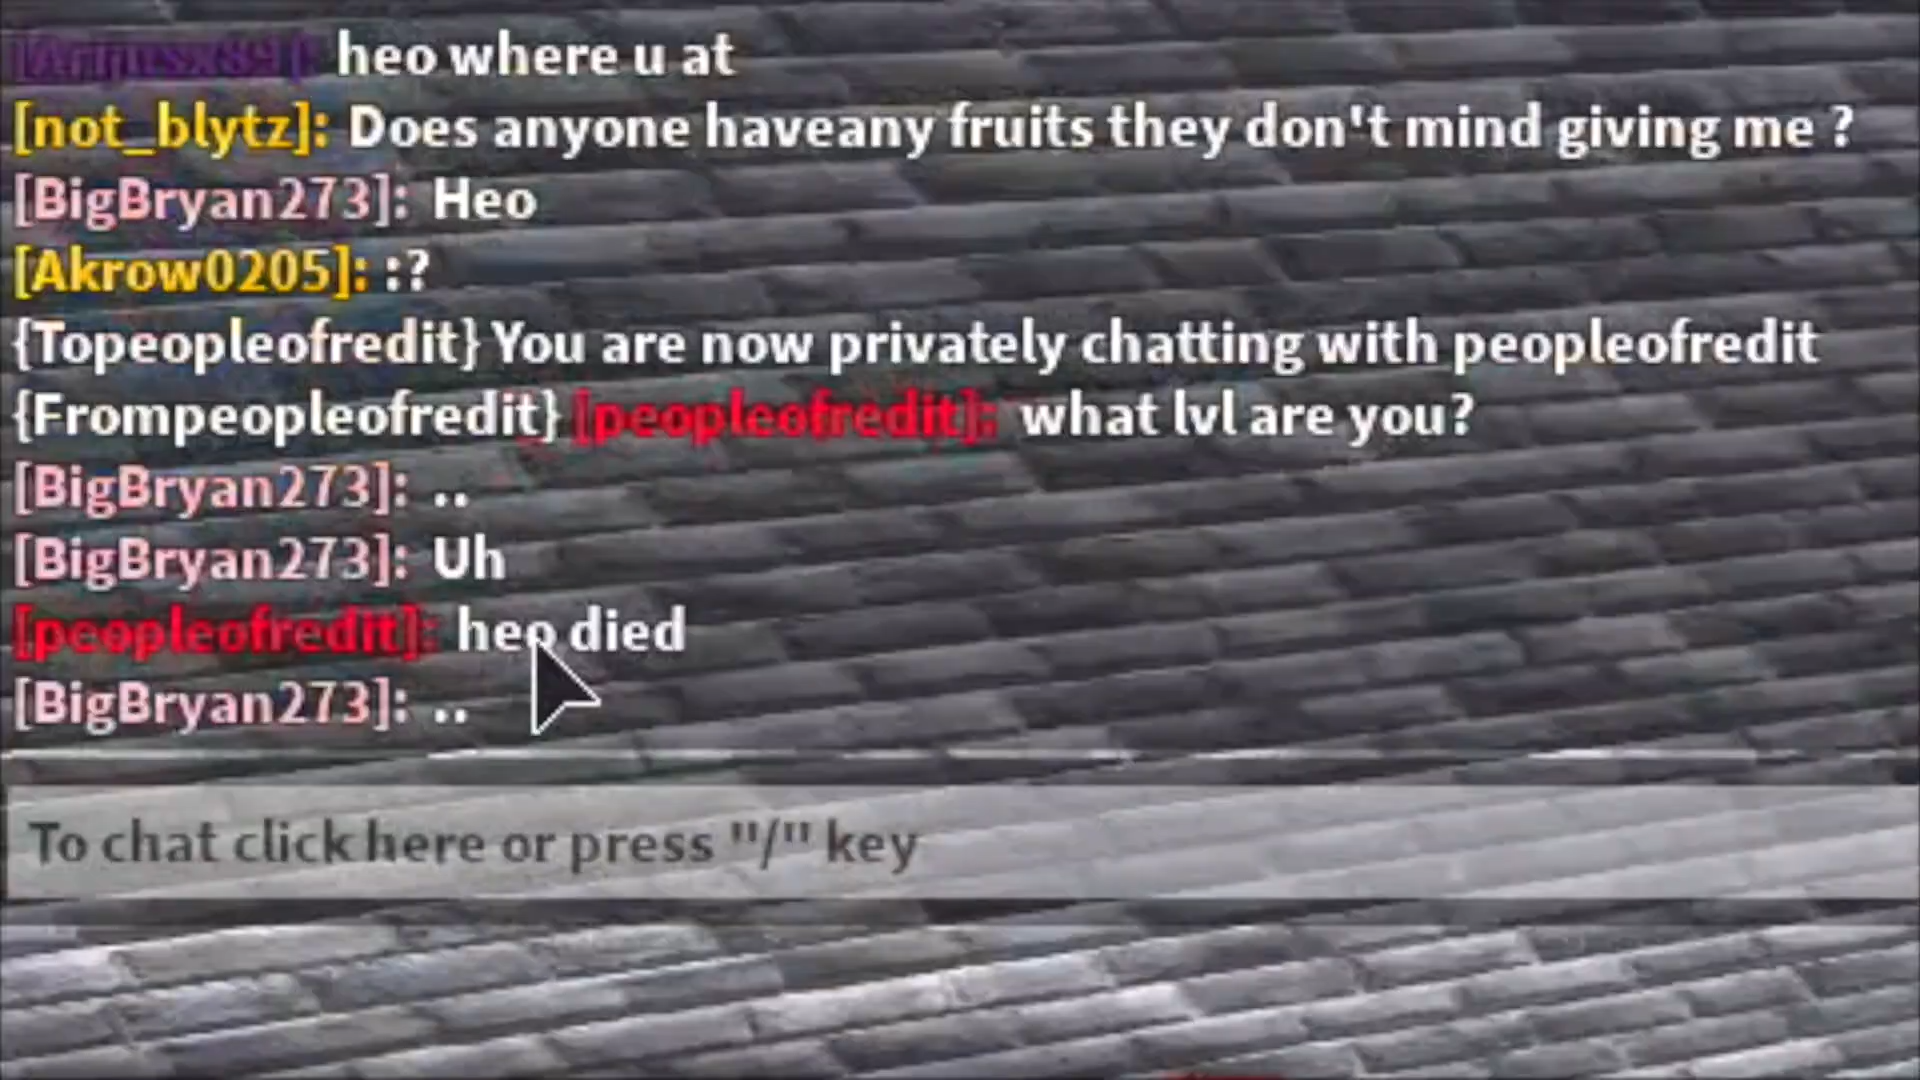 heo where u at
[not_blytz]: Does anyone haveany fruits they don't mind giving me ?
[BigBryan273]: Heo
[Akrow0205]: :?
{Topeopleofredit} You are now privately chatting with peopleofredit
{Frompeopleofredit} [peopleofredit]: what lvl are you?
[BigBryan273]: ..
[BigBryan273]: Uh
[peopleofredit]: heo died
[BigBryan273]: ..
To chat click here or press "/" key